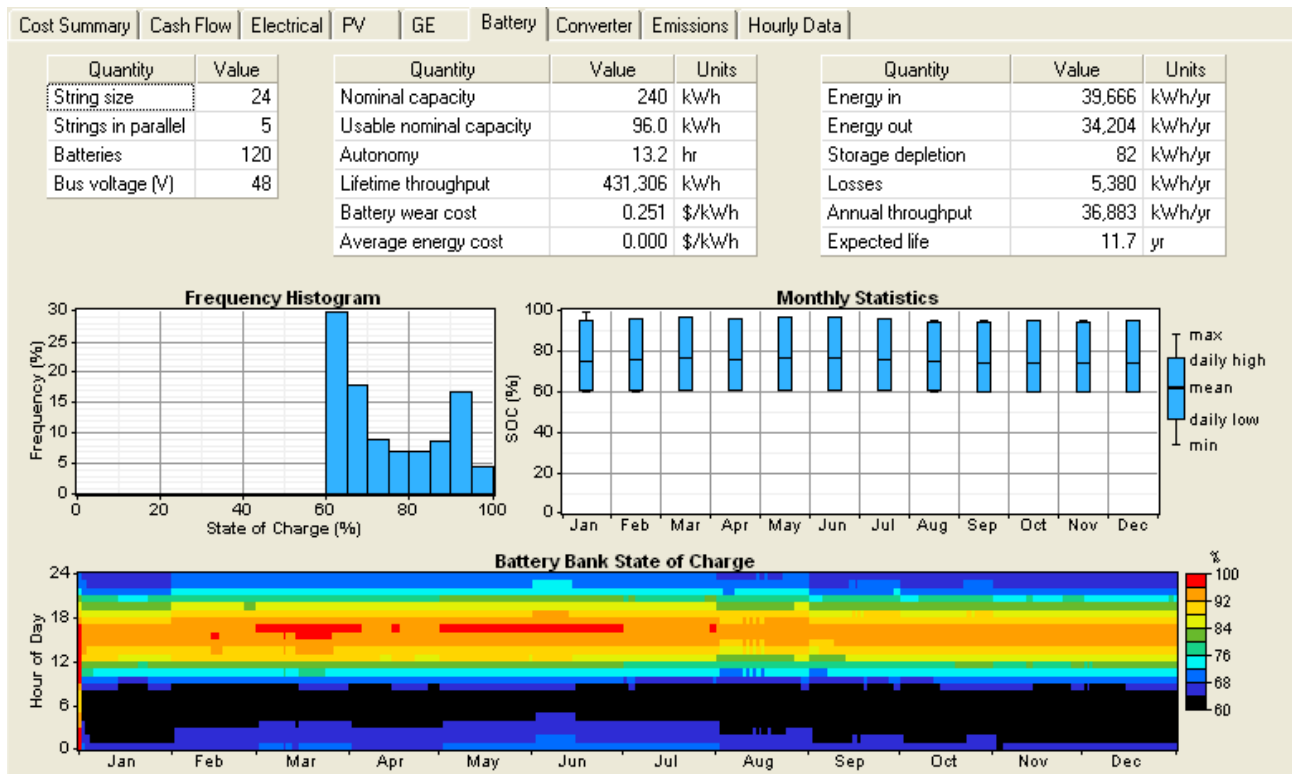 Cost Summary Cash Flow Electrical PV GE Battery Converter Emissions Hourly Data
Quantity Value
String size 24
Strings in parallel 5
Batteries 120
Bus voltage (V) 48
Quantity Value Units
Nominal capacity 240 kWh
Usable nominal capacity 96.0 kWh
Autonomy 13.2 hr
Lifetime throughput 431,306 kWh
Battery wear cost 0.251 $/kWh
Average energy cost 0.000 $/kWh
Quantity Value Units
Energy in 39,666 kWh/yr
Energy out 34,204 kWh/yr
Storage depletion 82 kWh/yr
Losses 5,380 kWh/yr
Annual throughput 36,883 kWh/yr
Expected life 11.7 yr
Frequency Histogram
Frequency (%)
30
25
20
15
10
5
0
0 20 40 60 80 100
State of Charge (%)
Monthly Statistics
SOC (%)
100
80
60
40
20
0
Jan Feb Mar Apr May Jun Jul Aug Sep Oct Nov Dec
max
daily high
mean
daily low
min
Battery Bank State of Charge
Hour of Day
24
18
12
6
0
Jan Feb Mar Apr May Jun Jul Aug Sep Oct Nov Dec
%
100
92
84
76
68
60